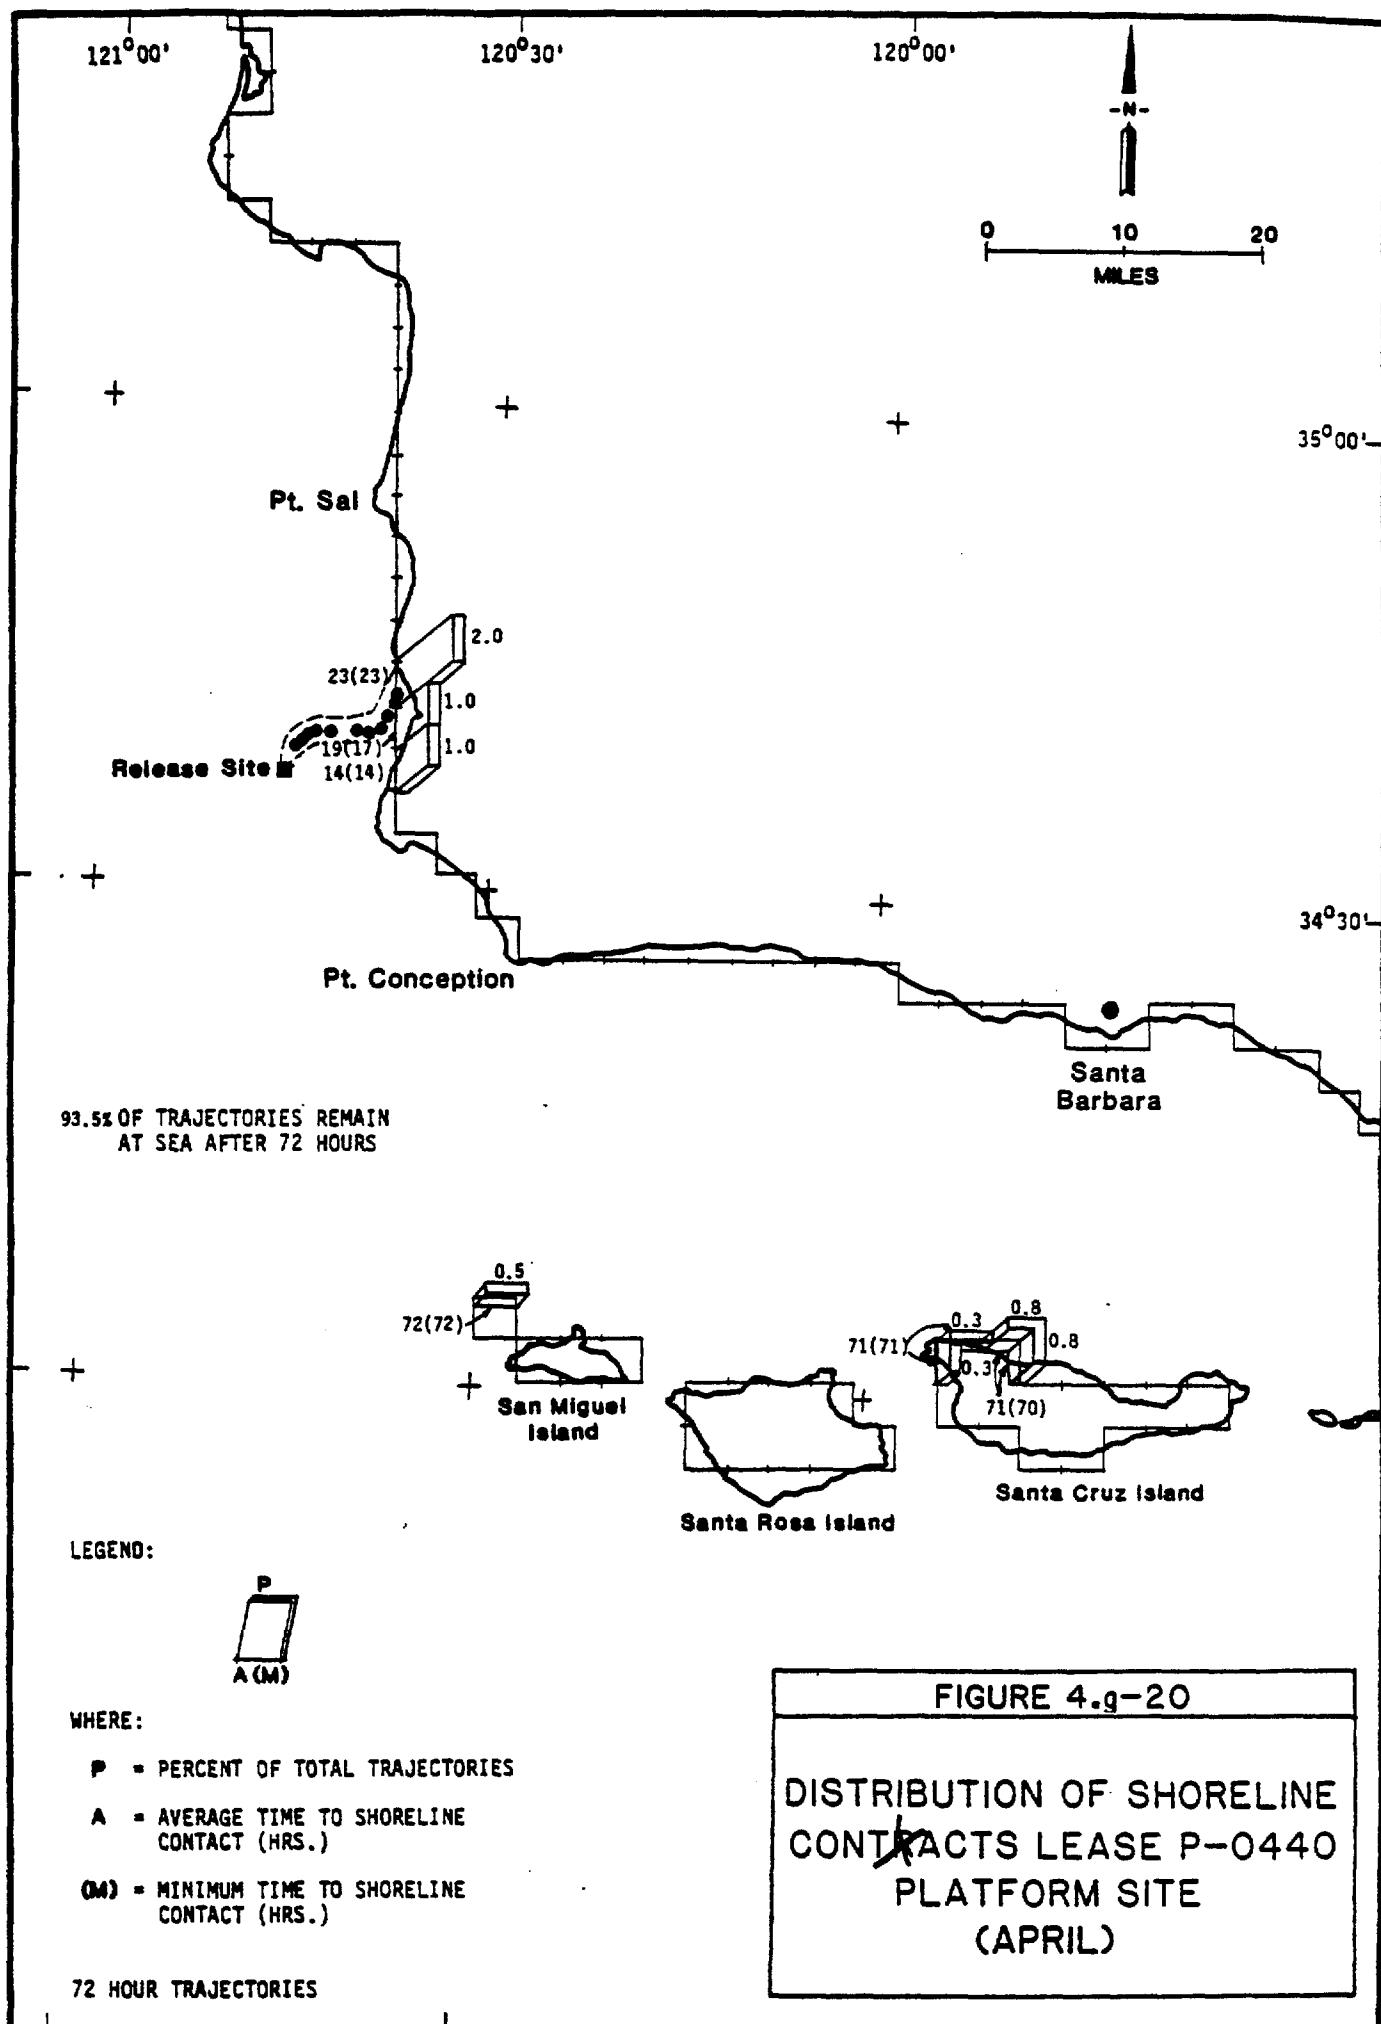 121°00'
120°30'
120°00'
-N-
0 10 20
MILES
35°00'
Pt. Sal
2.0
23(23)
1.0
19(17)
1.0
Release Site
14(14)
34°30'
Pt. Conception
Santa
Barbara
93.5% OF TRAJECTORIES REMAIN
AT SEA AFTER 72 HOURS
0.5
72(72)
0.3
0.8
71(71)
0.8
0.3
71(70)
San Miguel
Island
Santa Cruz Island
Santa Rosa Island
LEGEND:
P
A (M)
WHERE:
P = PERCENT OF TOTAL TRAJECTORIES
A = AVERAGE TIME TO SHORELINE
CONTACT (HRS.)
(M) = MINIMUM TIME TO SHORELINE
CONTACT (HRS.)
72 HOUR TRAJECTORIES
FIGURE 4.g-20
DISTRIBUTION OF SHORELINE
CONTRACTS LEASE P-0440
PLATFORM SITE
(APRIL)